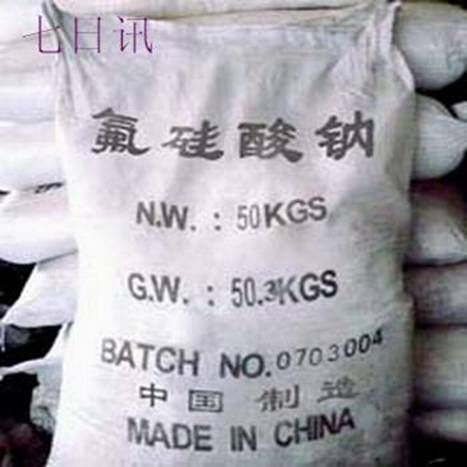 七日讯
氟硅酸钠
N.W. : 50KGS
G.W. : 50.3KGS
BATCH NO.0703004
中国 制造
MADE IN CHINA